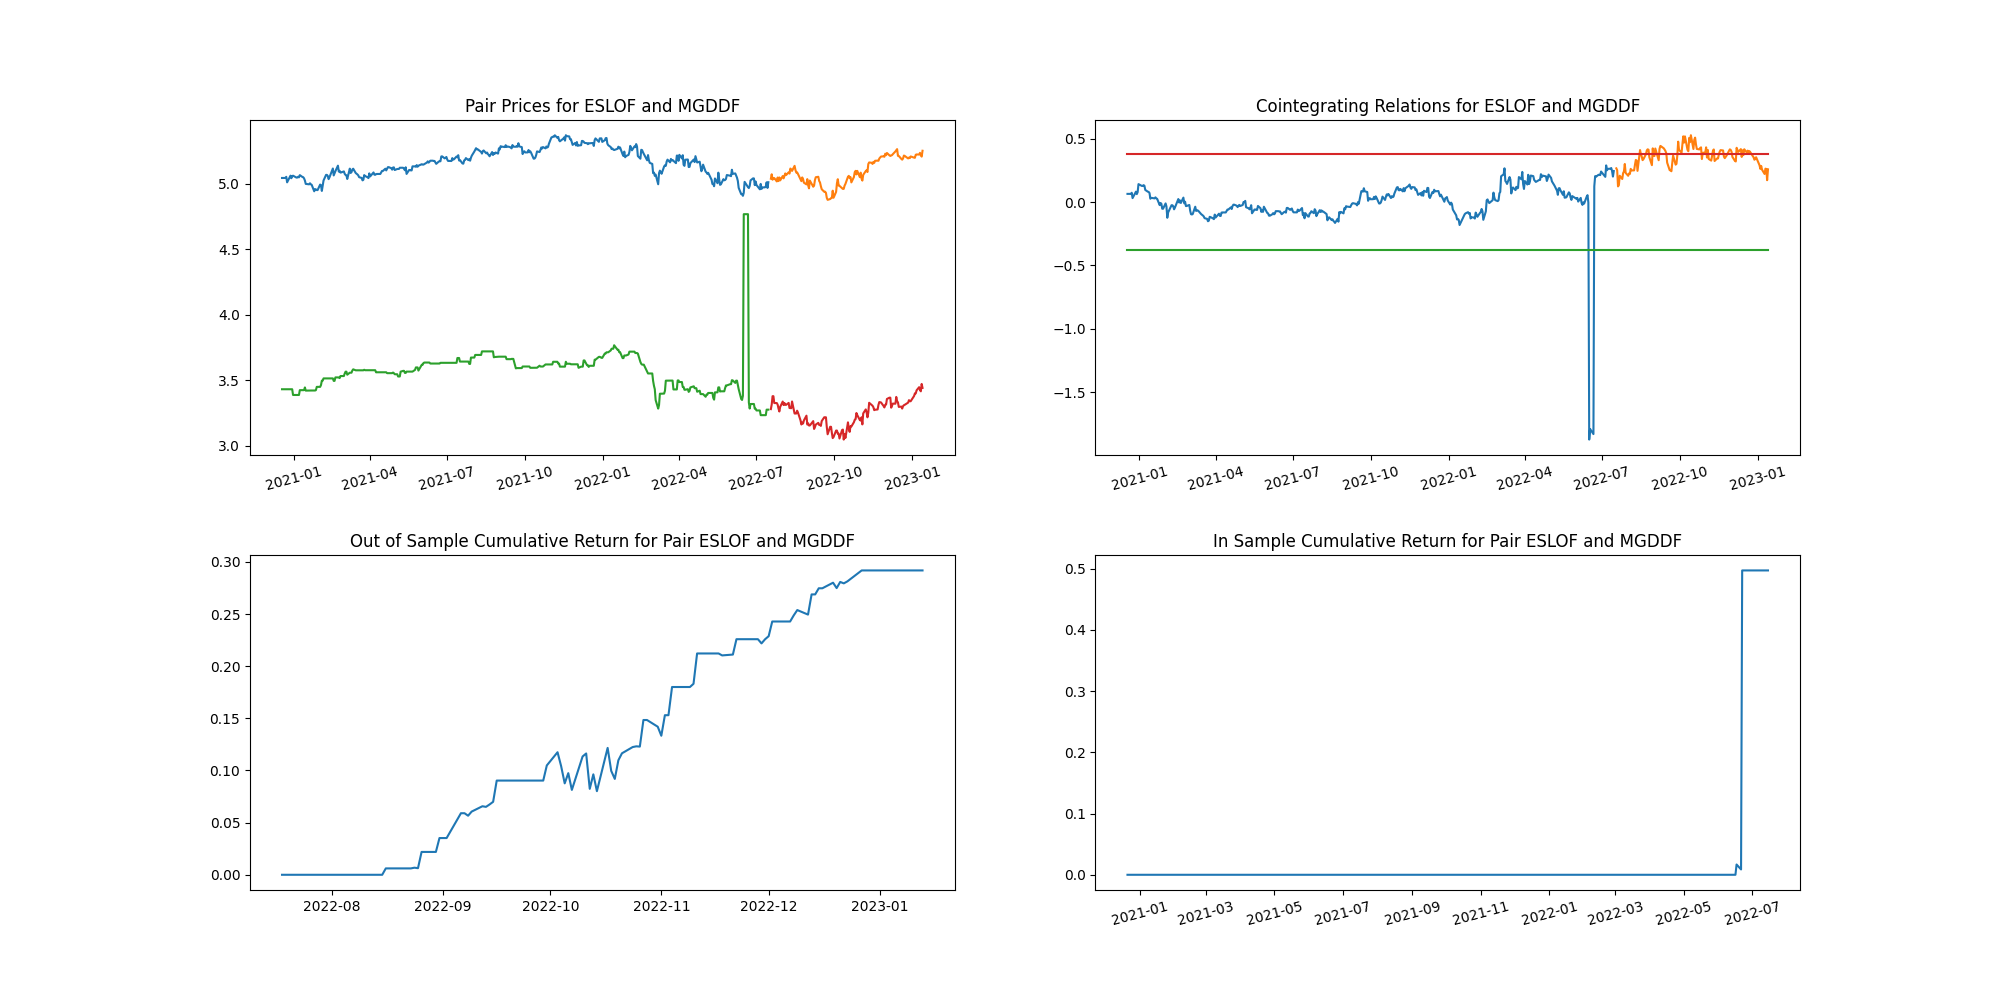 Pair Prices for ESLOF and MGDDF
5.0
4.5
4.0
3.5
3.0
2021-01 2021-04 2021-07 2021-10 2022-01 2022-04 2022-07 2022-10 2023-01
Cointegrating Relations for ESLOF and MGDDF
0.5
0.0
−0.5
−1.0
−1.5
2021-01 2021-04 2021-07 2021-10 2022-01 2022-04 2022-07 2022-10 2023-01
Out of Sample Cumulative Return for Pair ESLOF and MGDDF
0.30
0.25
0.20
0.15
0.10
0.05
0.00
2022-08 2022-09 2022-10 2022-11 2022-12 2023-01
In Sample Cumulative Return for Pair ESLOF and MGDDF
0.5
0.4
0.3
0.2
0.1
0.0
2021-01 2021-03 2021-05 2021-07 2021-09 2021-11 2022-01 2022-03 2022-05 2022-07